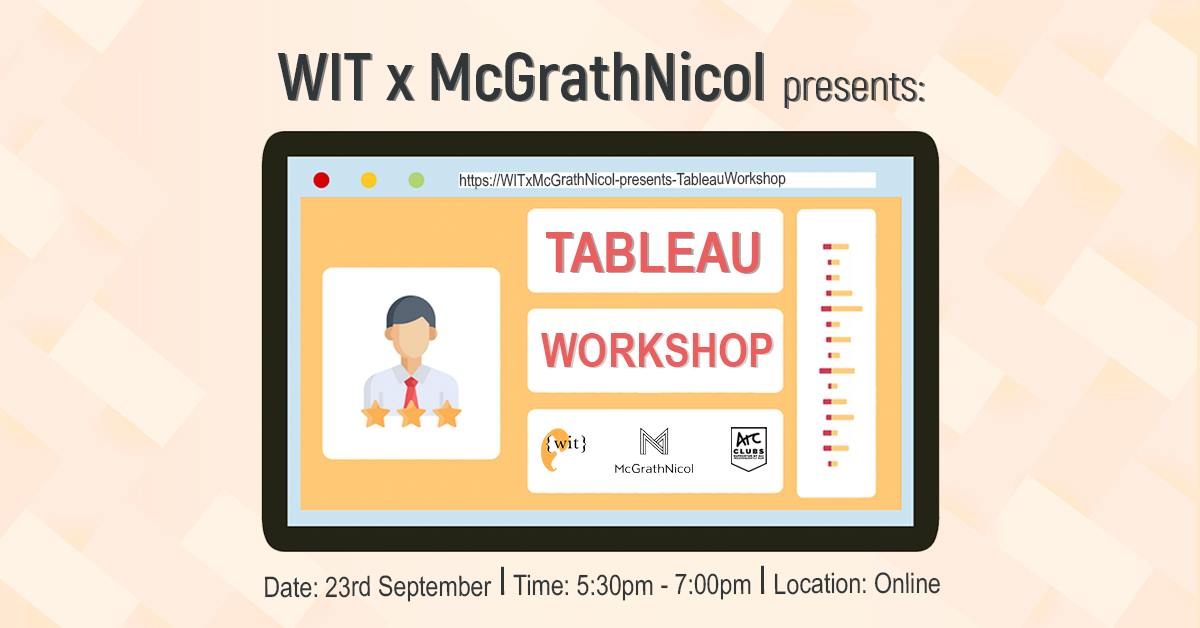 WIT x McGrathNicol presents:
https://WITxMcGrathNicol-presents-TableauWorkshop
TABLEAU
WORKSHOP
{wit}
McGrathNicol
ArC
CLUBS
Date: 23rd September | Time: 5:30pm - 7:00pm | Location: Online